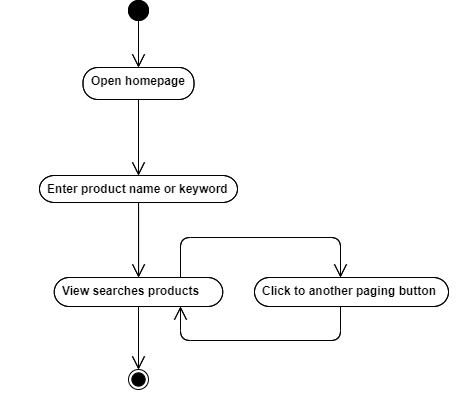 Open homepage
Enter product name or keyword
View searches products
Click to another paging button